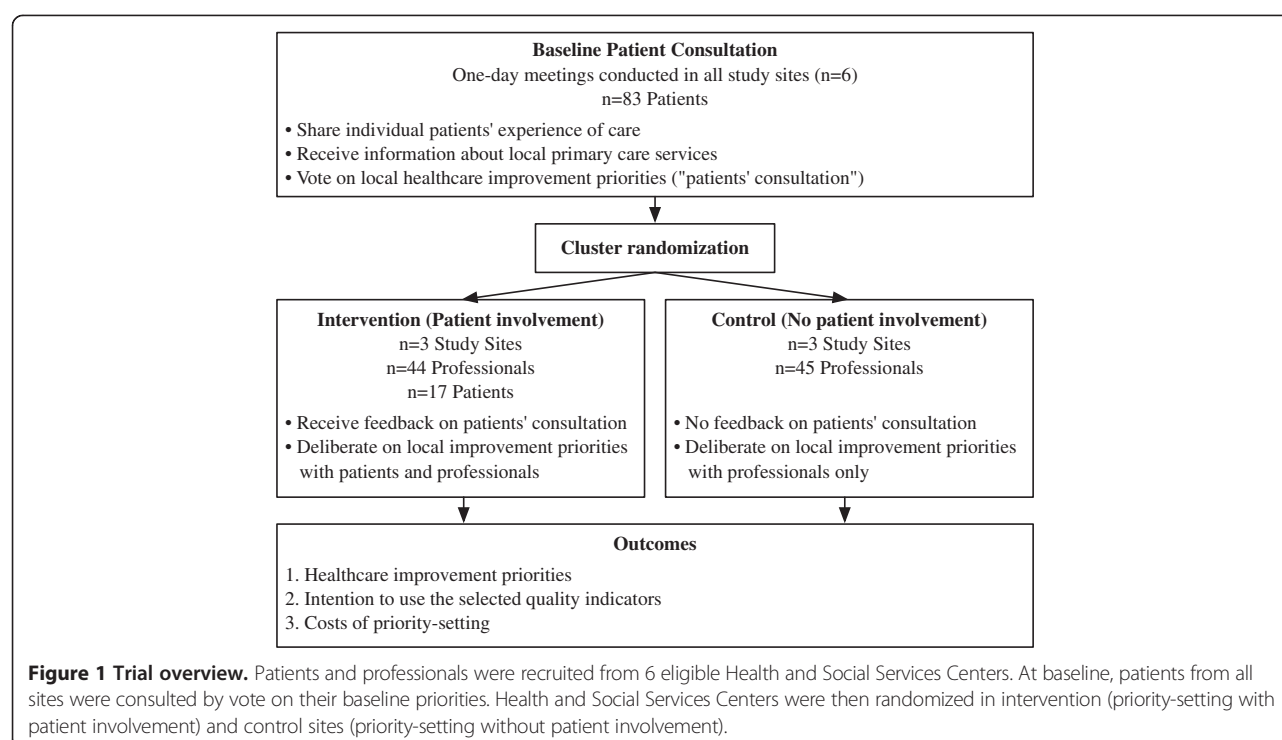 Baseline Patient Consultation
One-day meetings conducted in all study sites (n=6)
n=83 Patients
• Share individual patients' experience of care
• Receive information about local primary care services
• Vote on local healthcare improvement priorities ("patients' consultation")
Cluster randomization
Intervention (Patient involvement)
n=3 Study Sites
n=44 Professionals
n=17 Patients
• Receive feedback on patients' consultation
• Deliberate on local improvement priorities
with patients and professionals
Control (No patient involvement)
n=3 Study Sites
n=45 Professionals
• No feedback on patients' consultation
• Deliberate on local improvement priorities
with professionals only
Outcomes
1. Healthcare improvement priorities
2. Intention to use the selected quality indicators
3. Costs of priority-setting
Figure 1 Trial overview. Patients and professionals were recruited from 6 eligible Health and Social Services Centers. At baseline, patients from all
sites were consulted by vote on their baseline priorities. Health and Social Services Centers were then randomized in intervention (priority-setting with
patient involvement) and control sites (priority-setting without patient involvement).